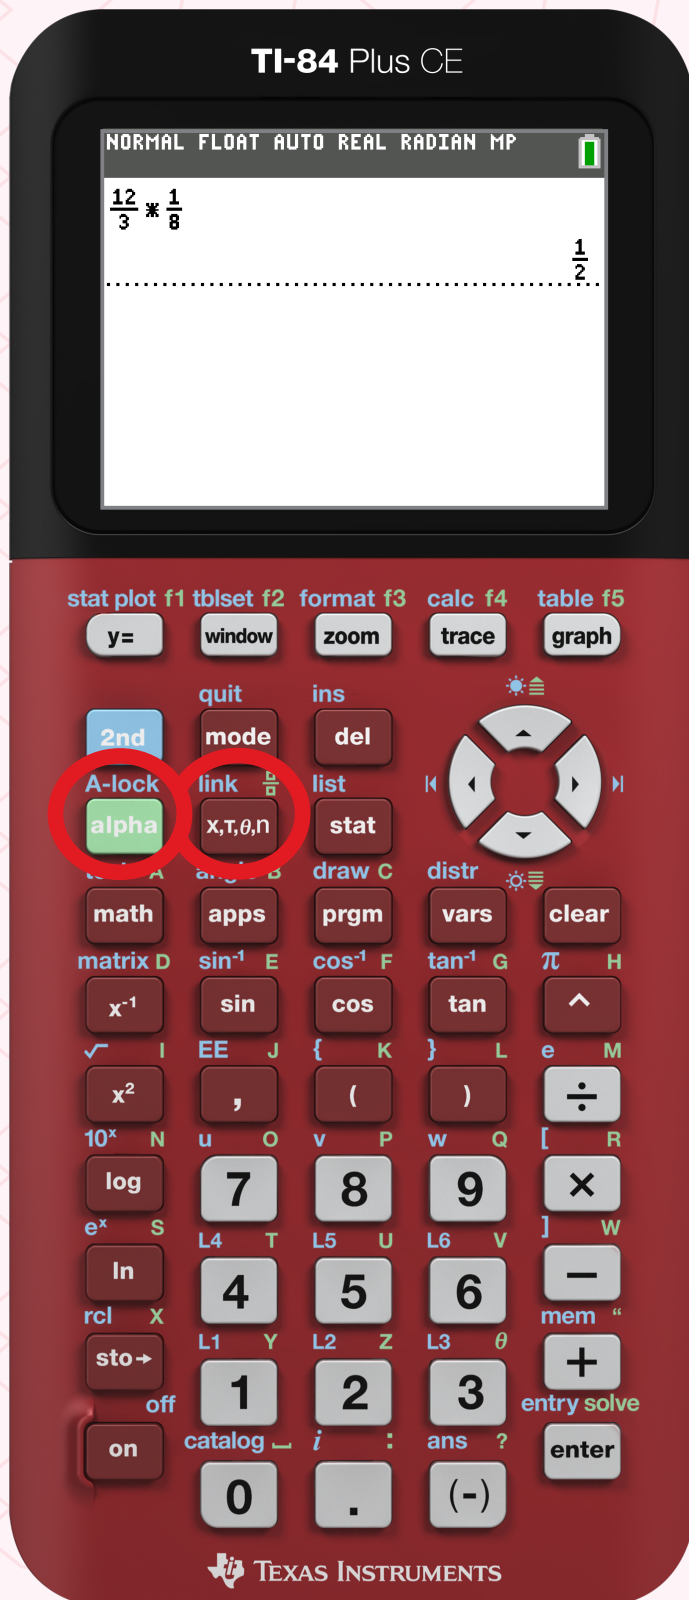 TI-84 Plus CE
NORMAL FLOAT AUTO REAL RADIAN MP
12/3 * 1/8
1/2
stat plot f1 tblset f2 format f3 calc f4 table f5
y= window zoom trace graph
quit ins
2nd mode del
A-lock link list
alpha X,T,θ,n stat
A B draw C distr
math apps prgm vars clear
matrix D sin⁻¹ E cos⁻¹ F tan⁻¹ G π H
x⁻¹ sin cos tan ^
√ I EE J { K } L e M
x² , ( ) ÷
10ˣ N u O v P w Q [ R
log 7 8 9 ×
eˣ S L4 T L5 U L6 V ] W
ln 4 5 6 −
rcl X L1 Y L2 Z L3 θ mem “
sto→ 1 2 3 +
off catalog ⎵ i : ans ? entry solve
on 0 . (-) enter
TEXAS INSTRUMENTS